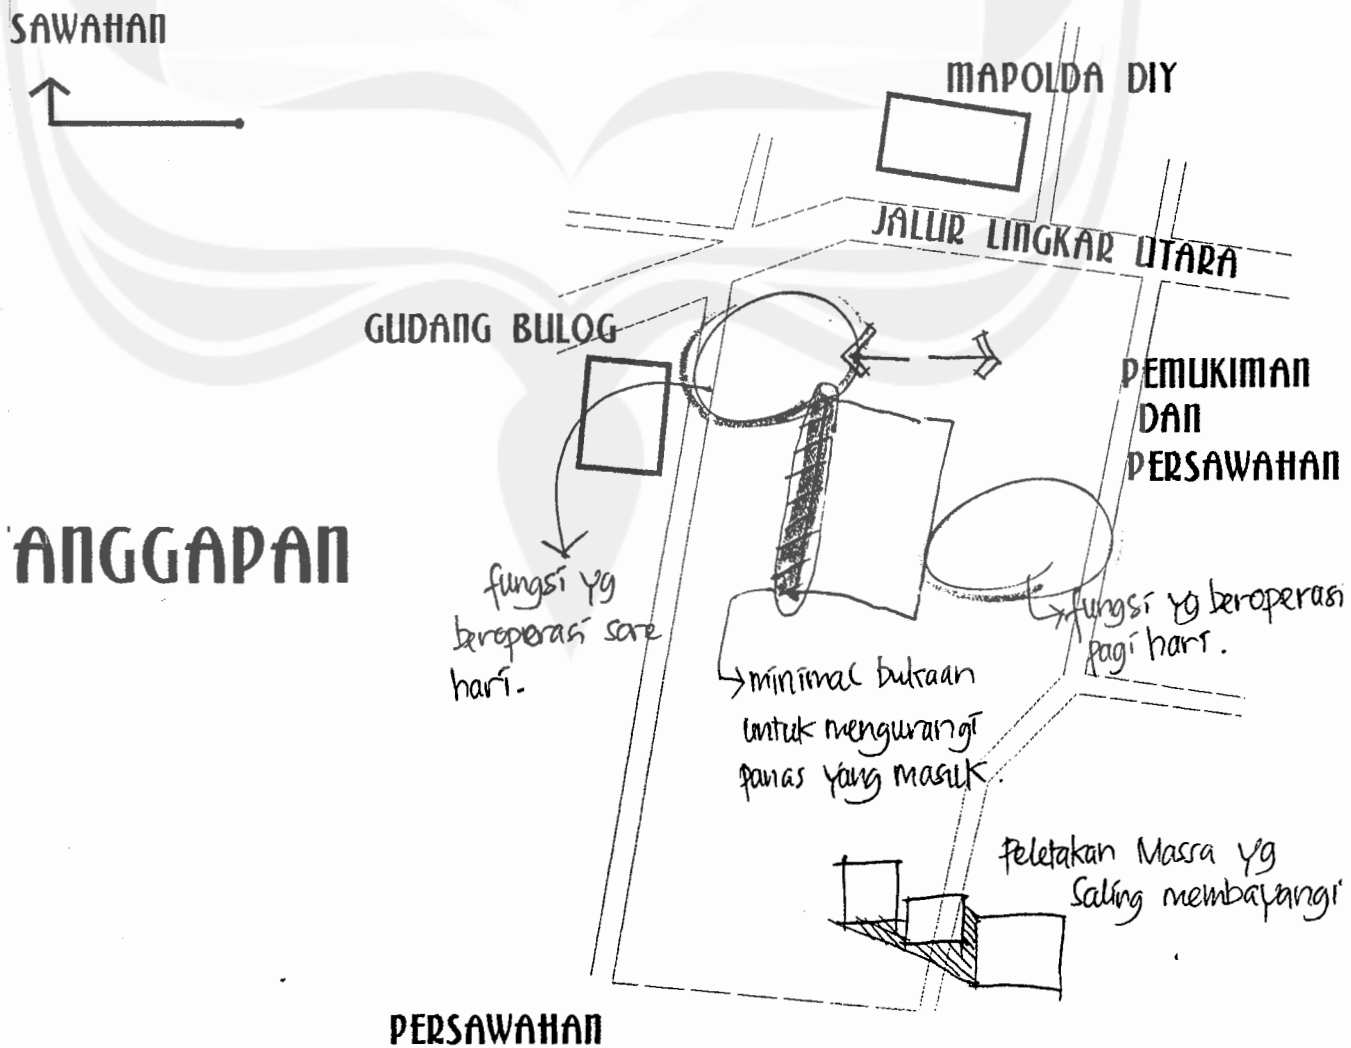 SAWAHAN
MAPOLDA DIY
JALUR LINGKAR UTARA
GUDANG BULOG
PEMUKIMAN
DAN
PERSAWAHAN
ANGGAPAN
fungsi yg
beroperasi sore
hari.
fungsi yg beroperasi
pagi hari.
minimal bukaan
untuk mengurangi
panas yang masuk.
Peletakan Massa yg
Saling membayangi
PERSAWAHAN